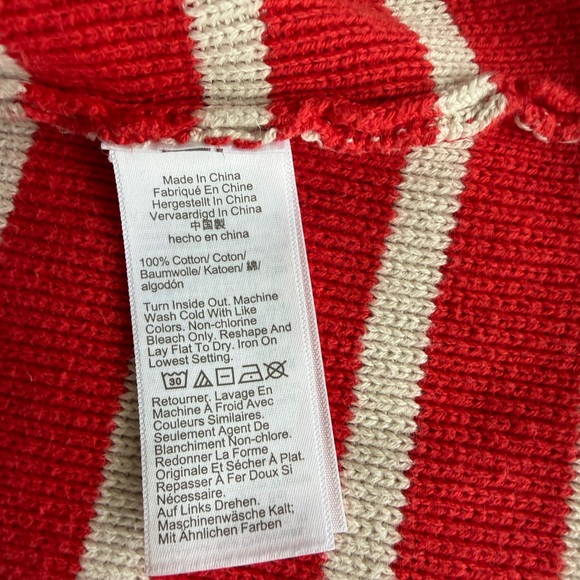 Made In China
Fabriqué En Chine
Hergestellt In China
Vervaardigd In China
中国製
hecho en china
100% Cotton/ Coton/
Baumwolle/ Katoen/ 綿/
algodón
Turn Inside Out. Machine
Wash Cold With Like
Colors. Non-chlorine
Bleach Only. Reshape And
Lay Flat To Dry. Iron On
Lowest Setting.
30
Retourner. Lavage En
Machine À Froid Avec
Couleurs Similaires.
Seulement Agent De
Blanchiment Non-chlore.
Redonner La Forme
Originale Et Sécher À Plat.
Repasser À Fer Doux Si
Nécessaire.
Auf Links Drehen.
Maschinenwäsche Kalt;
Mit Ähnlichen Farben